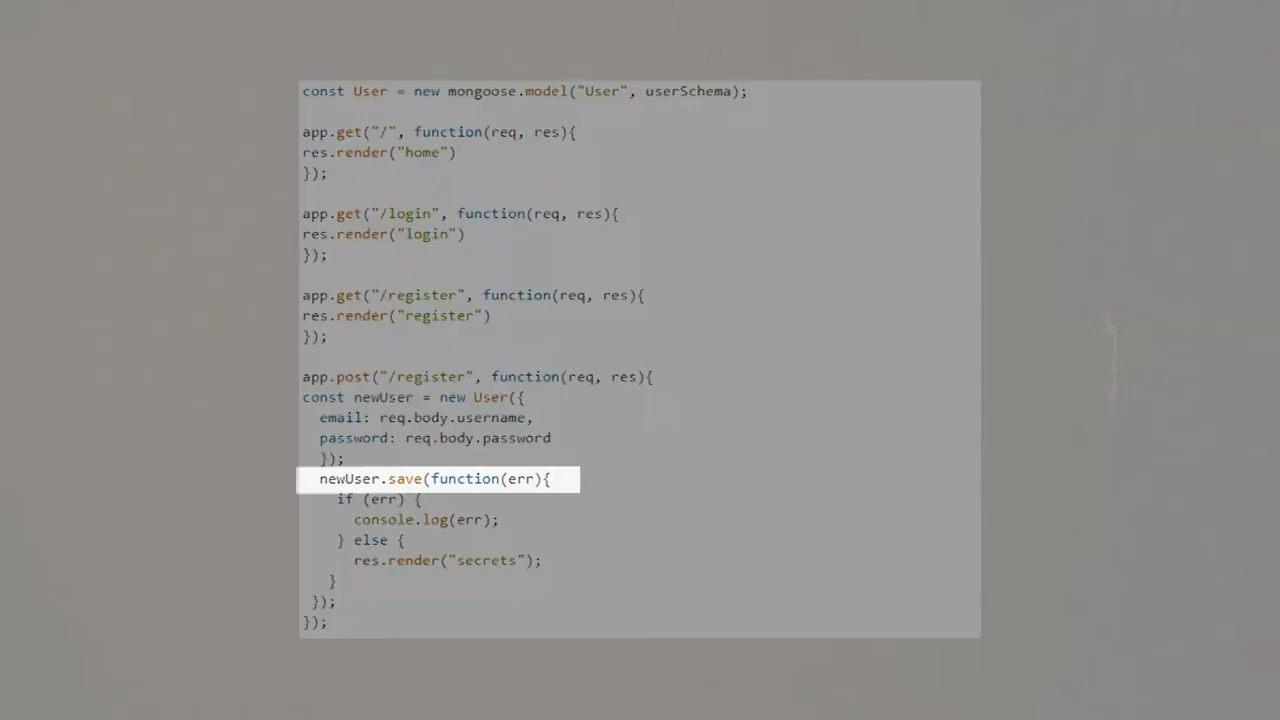 const User = new mongoose.model("User", userSchema);
app.get("/", function(req, res){
res.render("home")
});
app.get("/login", function(req, res){
res.render("login")
});
app.get("/register", function(req, res){
res.render("register")
});
app.post("/register", function(req, res){
const newUser = new User({
email: req.body.username,
password: req.body.password
});
newUser.save(function(err){
if (err) {
console.log(err);
} else {
res.render("secrets");
}
});
});